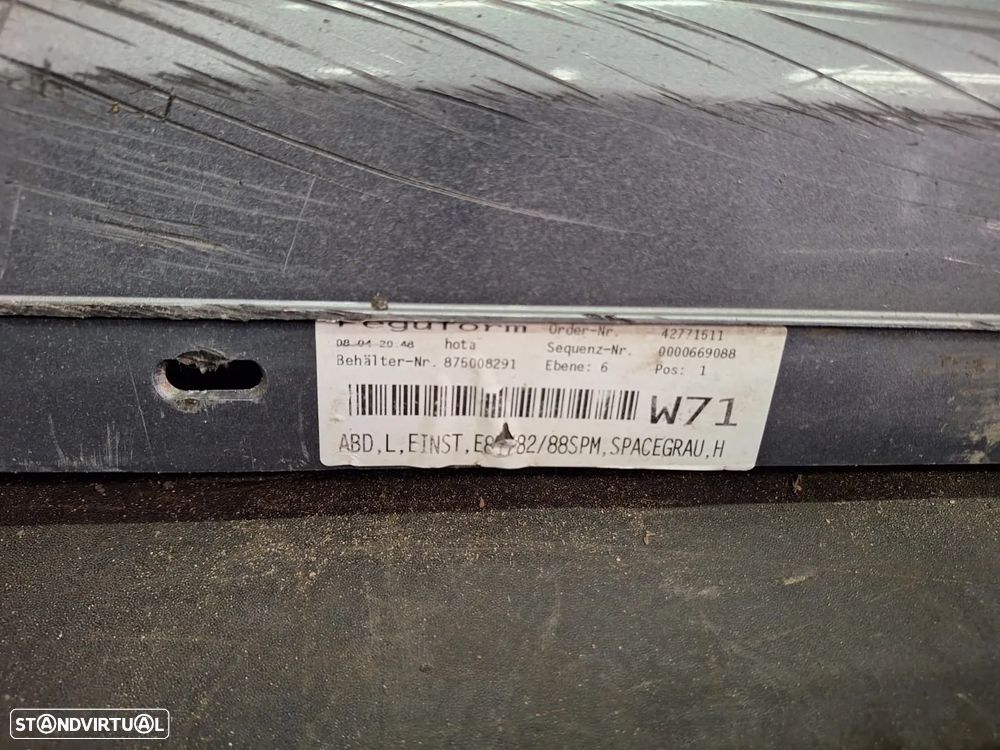 Peguform Order-Nr. 42771511
08.04 20:48 hota Sequenz-Nr. 0000669088
Behälter-Nr. 875008291 Ebene: 6 Pos: 1
W71
ABD,L,EINST, 82/88SPM,SPACEGRAU,H
STANDVIRTUAL